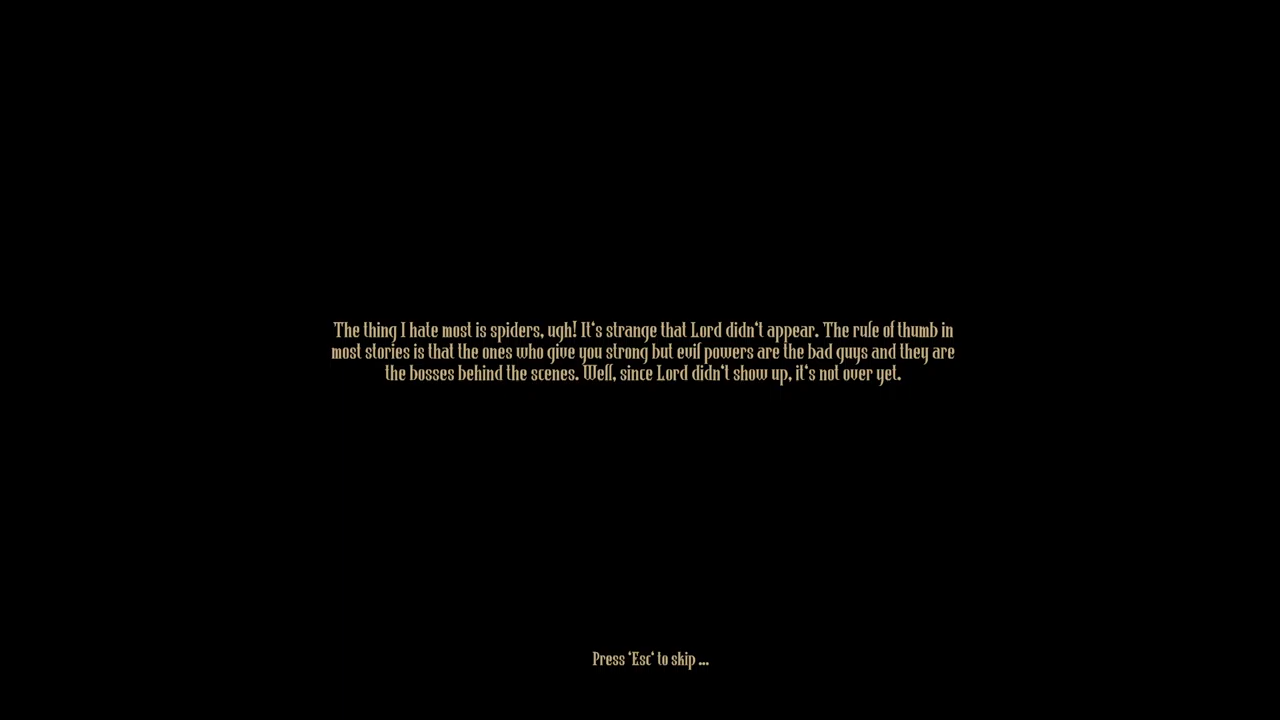 The thing I hate most is spiders, ugh! It's strange that Lord didn't appear. The rule of thumb in
most stories is that the ones who give you strong but evil powers are the bad guys and they are
the bosses behind the scenes. Well, since Lord didn't show up, it's not over yet.
Press 'Esc' to skip ...